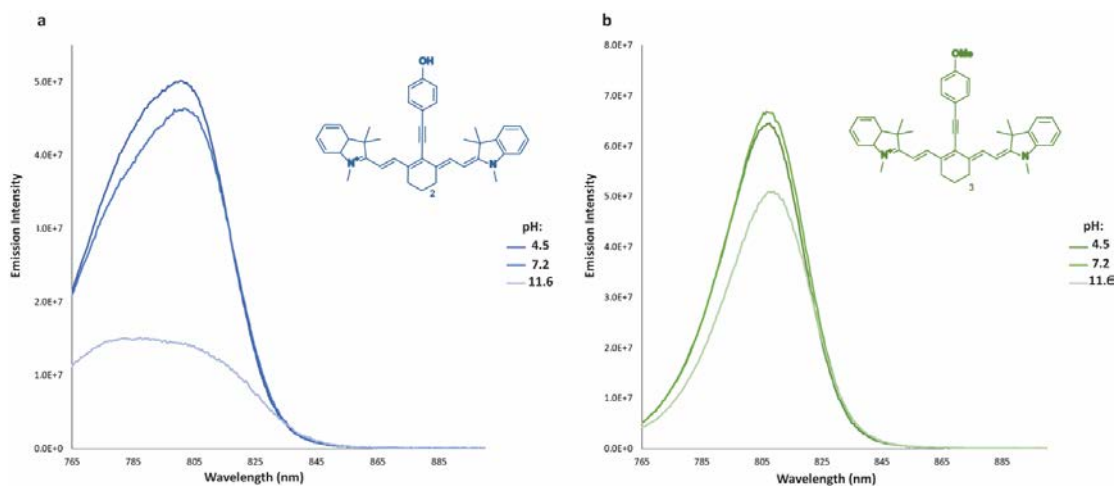 a
5.0E+7
4.0E+7
1.0E+7
2.0E+7
1.0E+7
0.0E+0
Emission Intensity
765 785 805 825 845 865 885
Wavelength (nm)
OH
N+
N
2
pH:
4.5
7.2
11.6
b
8.0E+7
7.0E+7
6.0E+7
5.0E+7
4.0E+7
3.0E+7
2.0E+7
1.0E+7
0.0E+0
Emission Intensity
765 785 805 825 845 865 885
Wavelength (nm)
OMe
N+
N
3
pH:
4.5
7.2
11.6